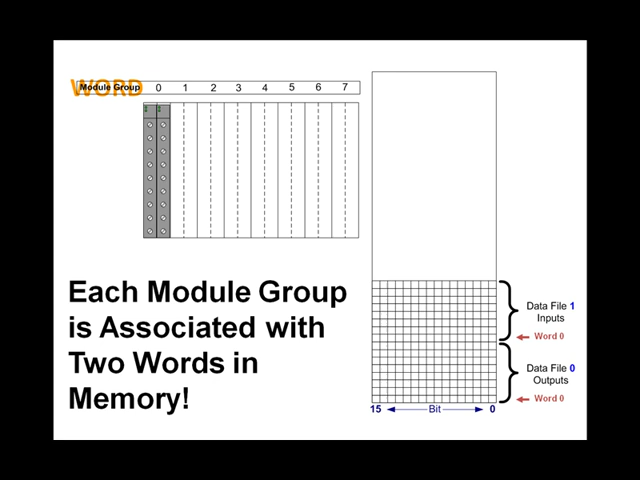 WORD
Module Group 0 1 2 3 4 5 6 7
Each Module Group
is Associated with
Two Words in
Memory!
Data File 1
Inputs
Word 0
Data File 0
Outputs
Word 0
15 Bit 0